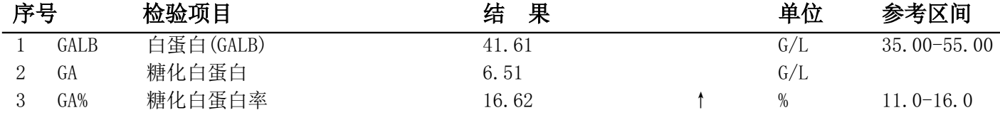 序号 检验项目 结 果 单位 参考区间
1 GALB 白蛋白(GALB) 41.61 G/L 35.00-55.00
2 GA 糖化白蛋白 6.51 G/L
3 GA% 糖化白蛋白率 16.62 ↑ % 11.0-16.0